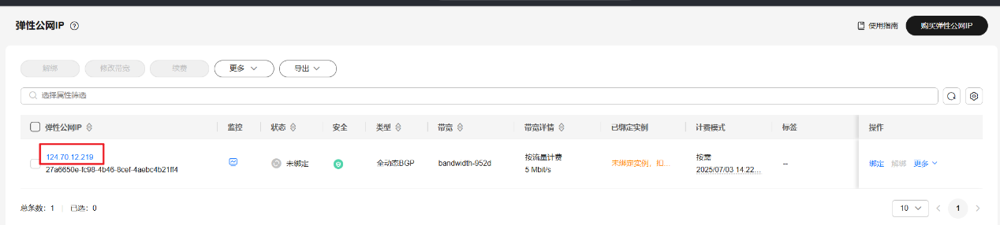 弹性公网IP
使用指南
购买弹性公网IP
解绑 修改带宽 续费 更多 导出
选择属性筛选
弹性公网IP 监控 状态 安全 类型 带宽 带宽详情 已绑定实例 计费模式 标签 操作
124.70.12.219
27a6650e-fc98-4b46-8cef-4aebc4b21ff4
未绑定 全动态BGP bandwidth-952d
按流量计费
5 Mbit/s
未绑定实例，扣...
按需
2025/07/03 14:22...
--
绑定 解绑 更多
总条数：1 已选：0
10 1